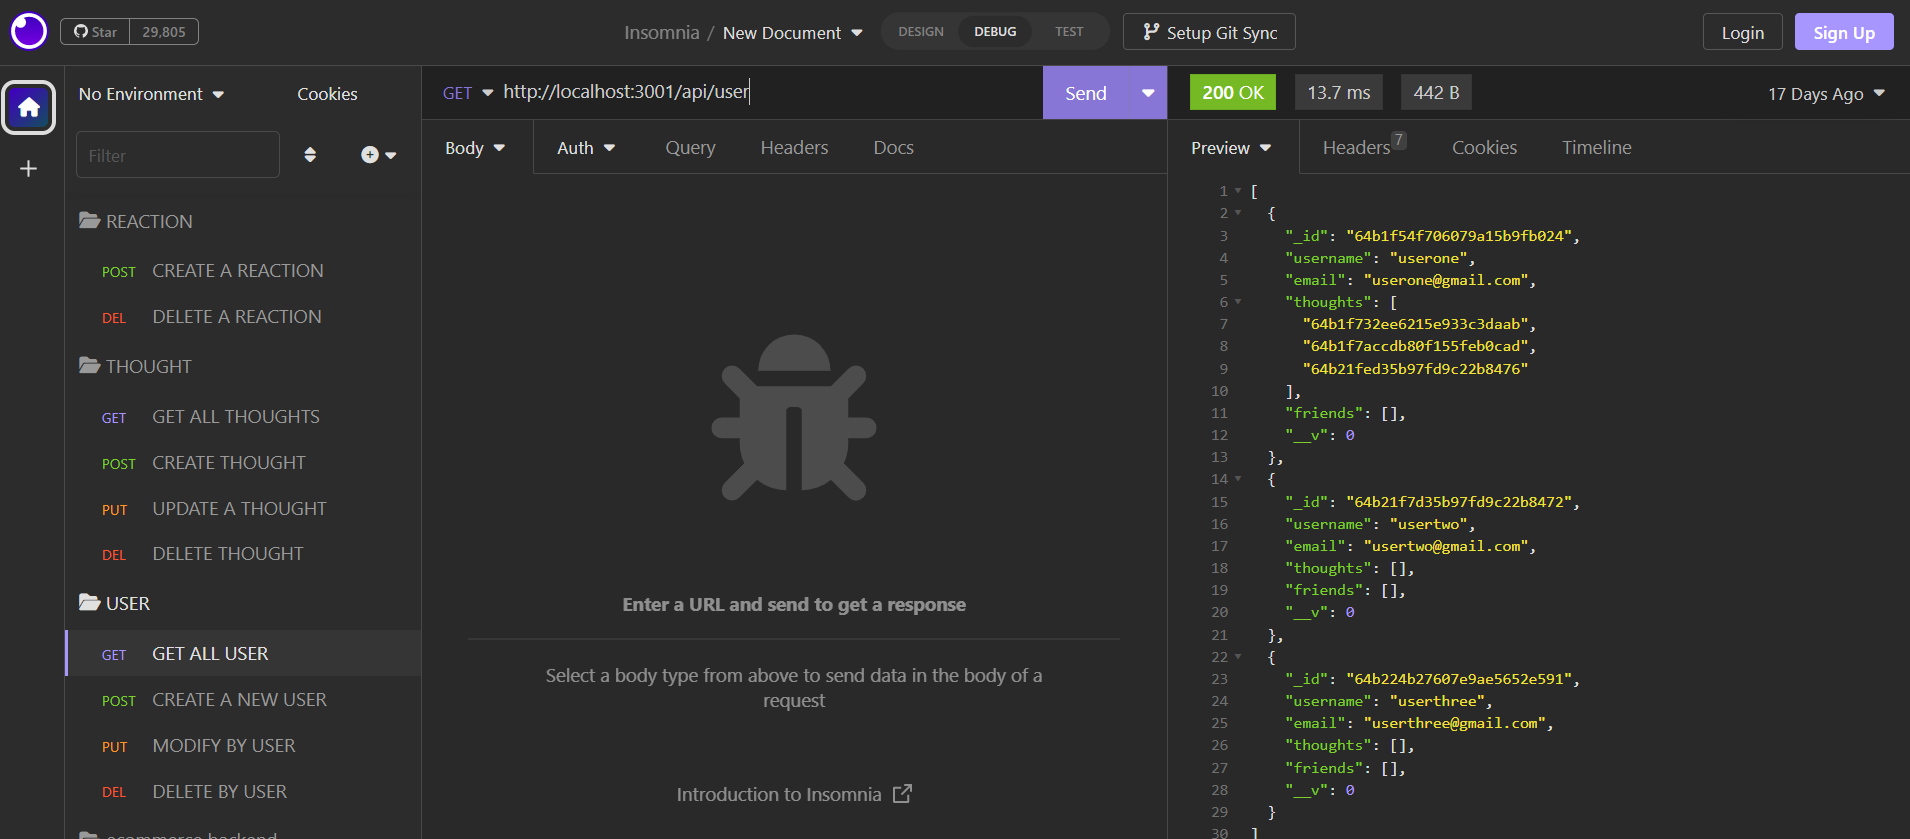 Star 29,805
Insomnia / New Document
DESIGN DEBUG TEST
Setup Git Sync
Login
Sign Up
No Environment
Cookies
Filter
REACTION
POST CREATE A REACTION
DEL DELETE A REACTION
THOUGHT
GET GET ALL THOUGHTS
POST CREATE THOUGHT
PUT UPDATE A THOUGHT
DEL DELETE THOUGHT
USER
GET GET ALL USER
POST CREATE A NEW USER
PUT MODIFY BY USER
DEL DELETE BY USER
ecommerce backend
GET http://localhost:3001/api/user
Send
Body Auth Query Headers Docs
Enter a URL and send to get a response
Select a body type from above to send data in the body of a
request
Introduction to Insomnia
200 OK 13.7 ms 442 B 17 Days Ago
Preview Headers 7 Cookies Timeline
1 [
2 {
3 "_id": "64b1f54f706079a15b9fb024",
4 "username": "userone",
5 "email": "userone@gmail.com",
6 "thoughts": [
7 "64b1f732ee6215e933c3daab",
8 "64b1f7accdb80f155feb0cad",
9 "64b21fed35b97fd9c22b8476"
10 ],
11 "friends": [],
12 "__v": 0
13 },
14 {
15 "_id": "64b21f7d35b97fd9c22b8472",
16 "username": "usertwo",
17 "email": "usertwo@gmail.com",
18 "thoughts": [],
19 "friends": [],
20 "__v": 0
21 },
22 {
23 "_id": "64b224b27607e9ae5652e591",
24 "username": "userthree",
25 "email": "userthree@gmail.com",
26 "thoughts": [],
27 "friends": [],
28 "__v": 0
29 }
30 ]